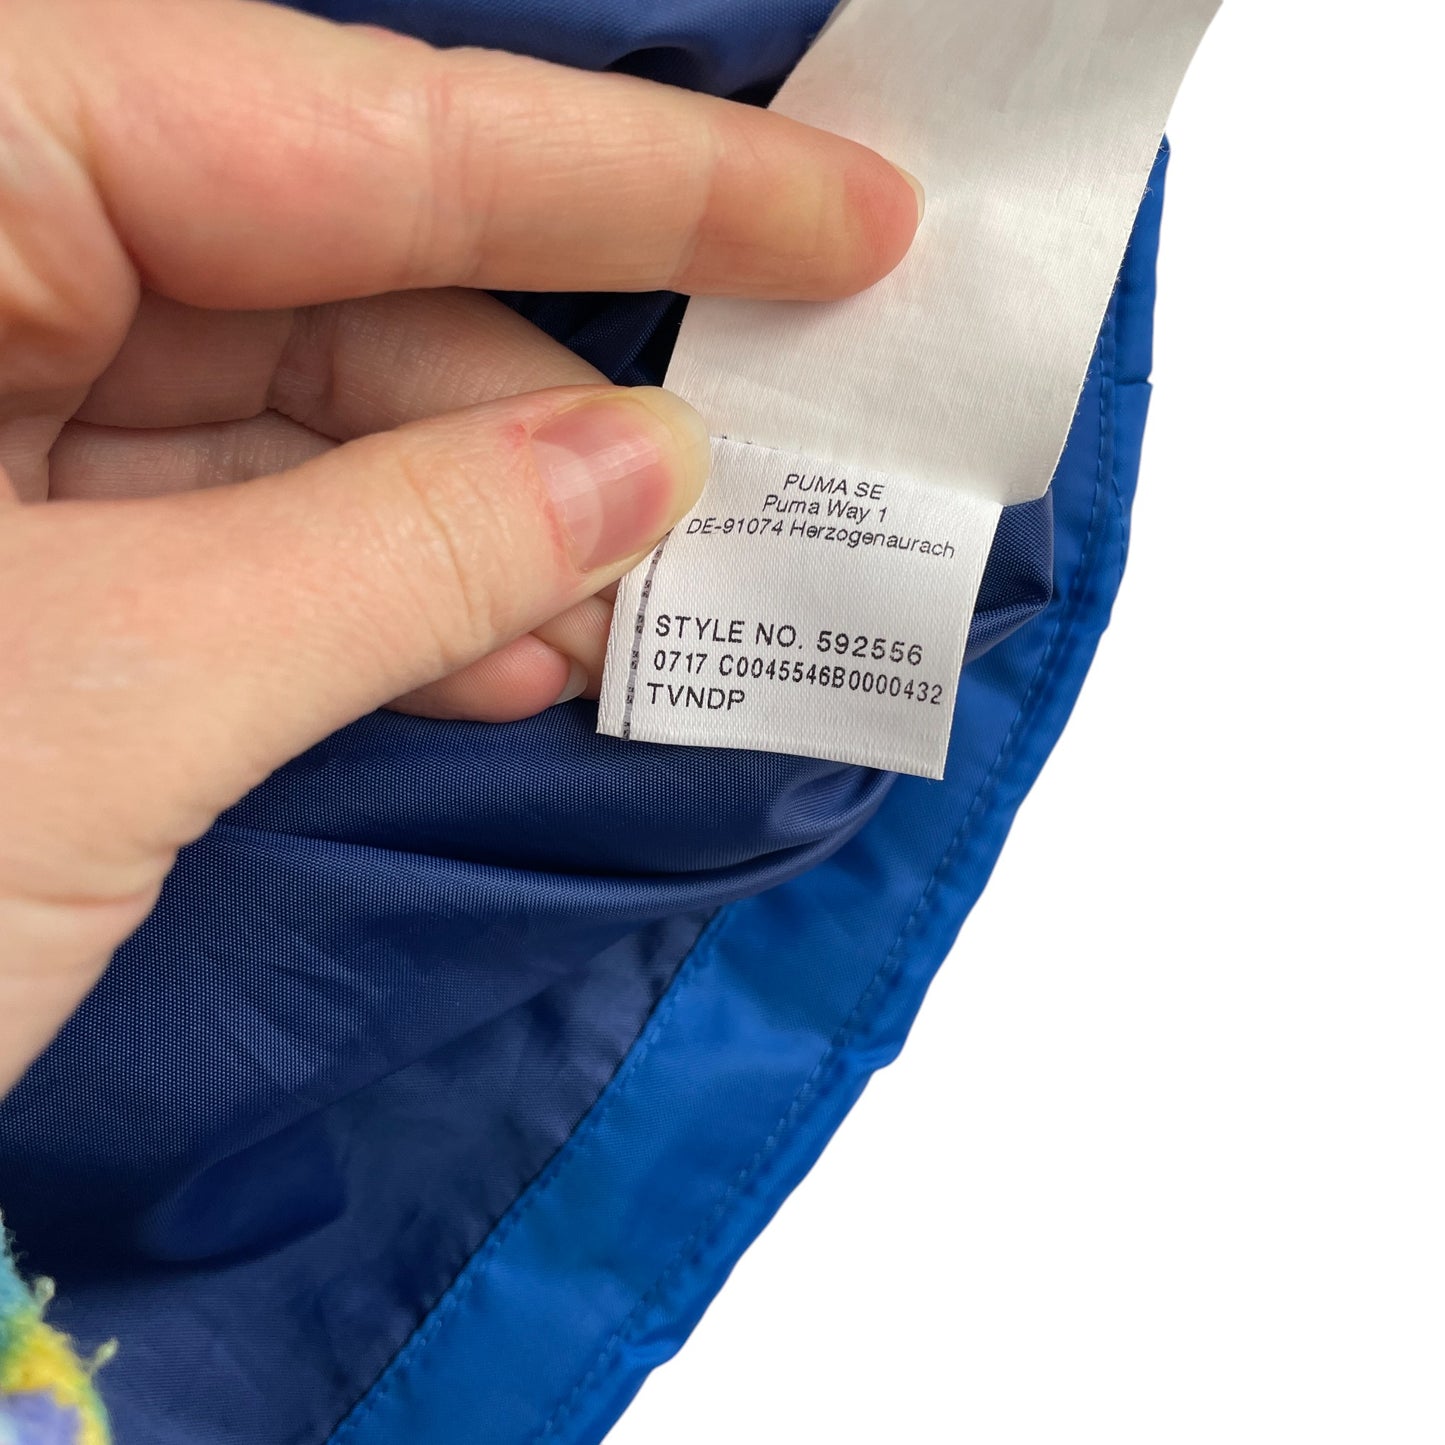 PUMA SE
Puma Way 1
DE-91074 Herzogenaurach
STYLE NO. 592556
0717 C0045546B0000432
TVNDP